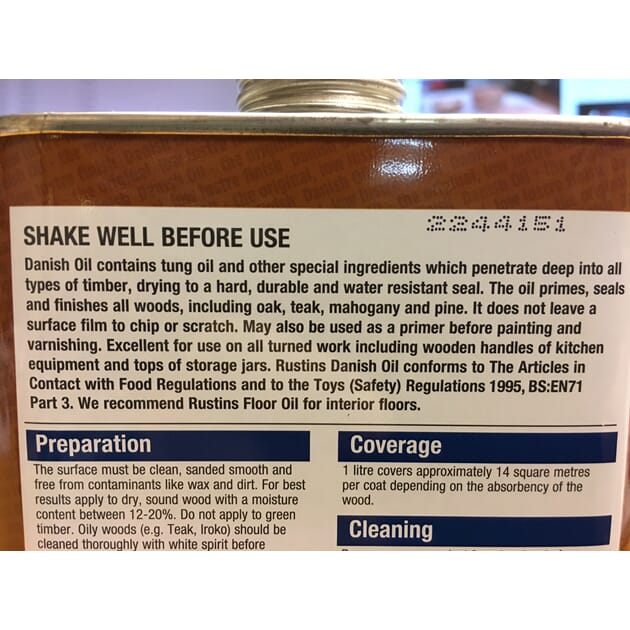 2244151
SHAKE WELL BEFORE USE
Danish Oil contains tung oil and other special ingredients which penetrate deep into all
types of timber, drying to a hard, durable and water resistant seal. The oil primes, seals
and finishes all woods, including oak, teak, mahogany and pine. It does not leave a
surface film to chip or scratch. May also be used as a primer before painting and
varnishing. Excellent for use on all turned work including wooden handles of kitchen
equipment and tops of storage jars. Rustins Danish Oil conforms to The Articles in
Contact with Food Regulations and to the Toys (Safety) Regulations 1995, BS:EN71
Part 3. We recommend Rustins Floor Oil for interior floors.
Preparation
The surface must be clean, sanded smooth and
free from contaminants like wax and dirt. For best
results apply to dry, sound wood with a moisture
content between 12-20%. Do not apply to green
timber. Oily woods (e.g. Teak, Iroko) should be
cleaned thoroughly with white spirit before
Coverage
1 litre covers approximately 14 square metres
per coat depending on the absorbency of the
wood.
Cleaning